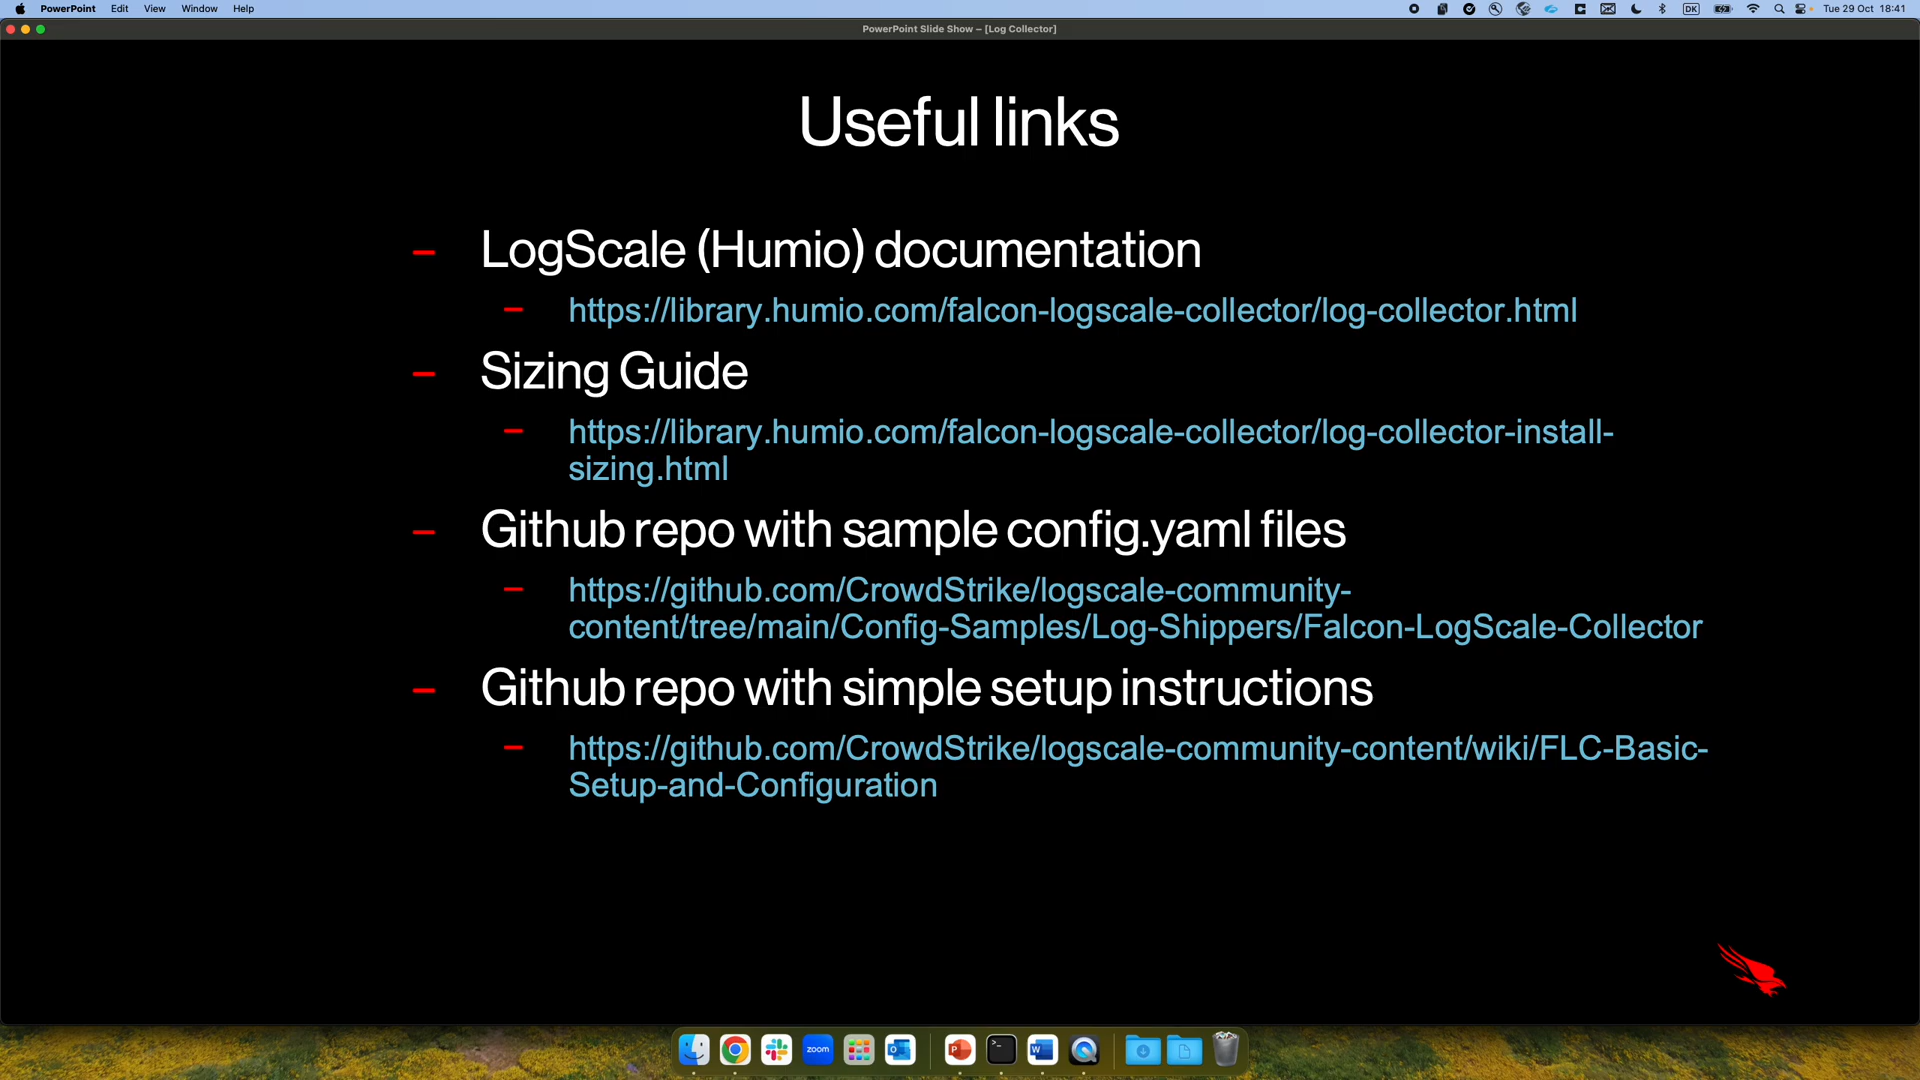 PowerPoint Edit View Window Help
DK
Tue 29 Oct 18:41
PowerPoint Slide Show – [Log Collector]
Useful links
– LogScale (Humio) documentation
– https://library.humio.com/falcon-logscale-collector/log-collector.html
– Sizing Guide
– https://library.humio.com/falcon-logscale-collector/log-collector-install-
sizing.html
– Github repo with sample config.yaml files
– https://github.com/CrowdStrike/logscale-community-
content/tree/main/Config-Samples/Log-Shippers/Falcon-LogScale-Collector
– Github repo with simple setup instructions
– https://github.com/CrowdStrike/logscale-community-content/wiki/FLC-Basic-
Setup-and-Configuration
zoom